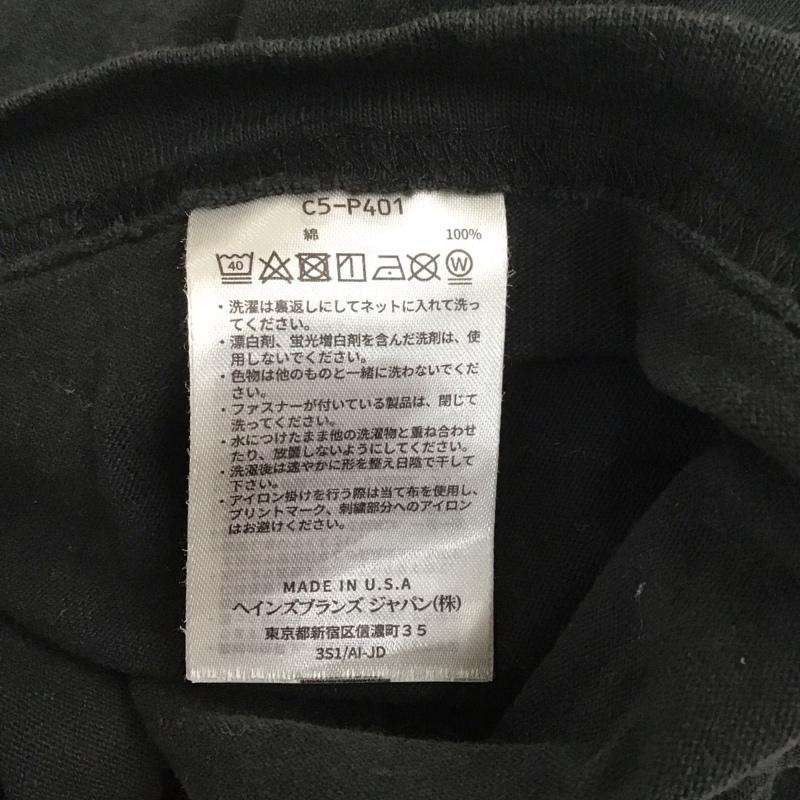 C5-P401
綿 100%
40 W
・洗濯は裏返しにしてネットに入れて洗っ
てください。
・漂白剤、蛍光増白剤を含んだ洗剤は、使
用しないでください。
・色物は他のものと一緒に洗わないでくだ
さい。
・ファスナーが付いている製品は、閉じて
洗ってください。
・水につけたまま他の洗濯物と重ね合わせ
たり、放置しないようにしてください。
・洗濯後は速やかに形を整え日陰で干して
下さい。
・アイロン掛けを行う際は当て布を使用し、
プリントマーク、刺繍部分へのアイロン
はお避けください。
MADE IN U.S.A
ヘインズブランズ ジャパン(株)
東京都新宿区信濃町35
3S1/AI-JD